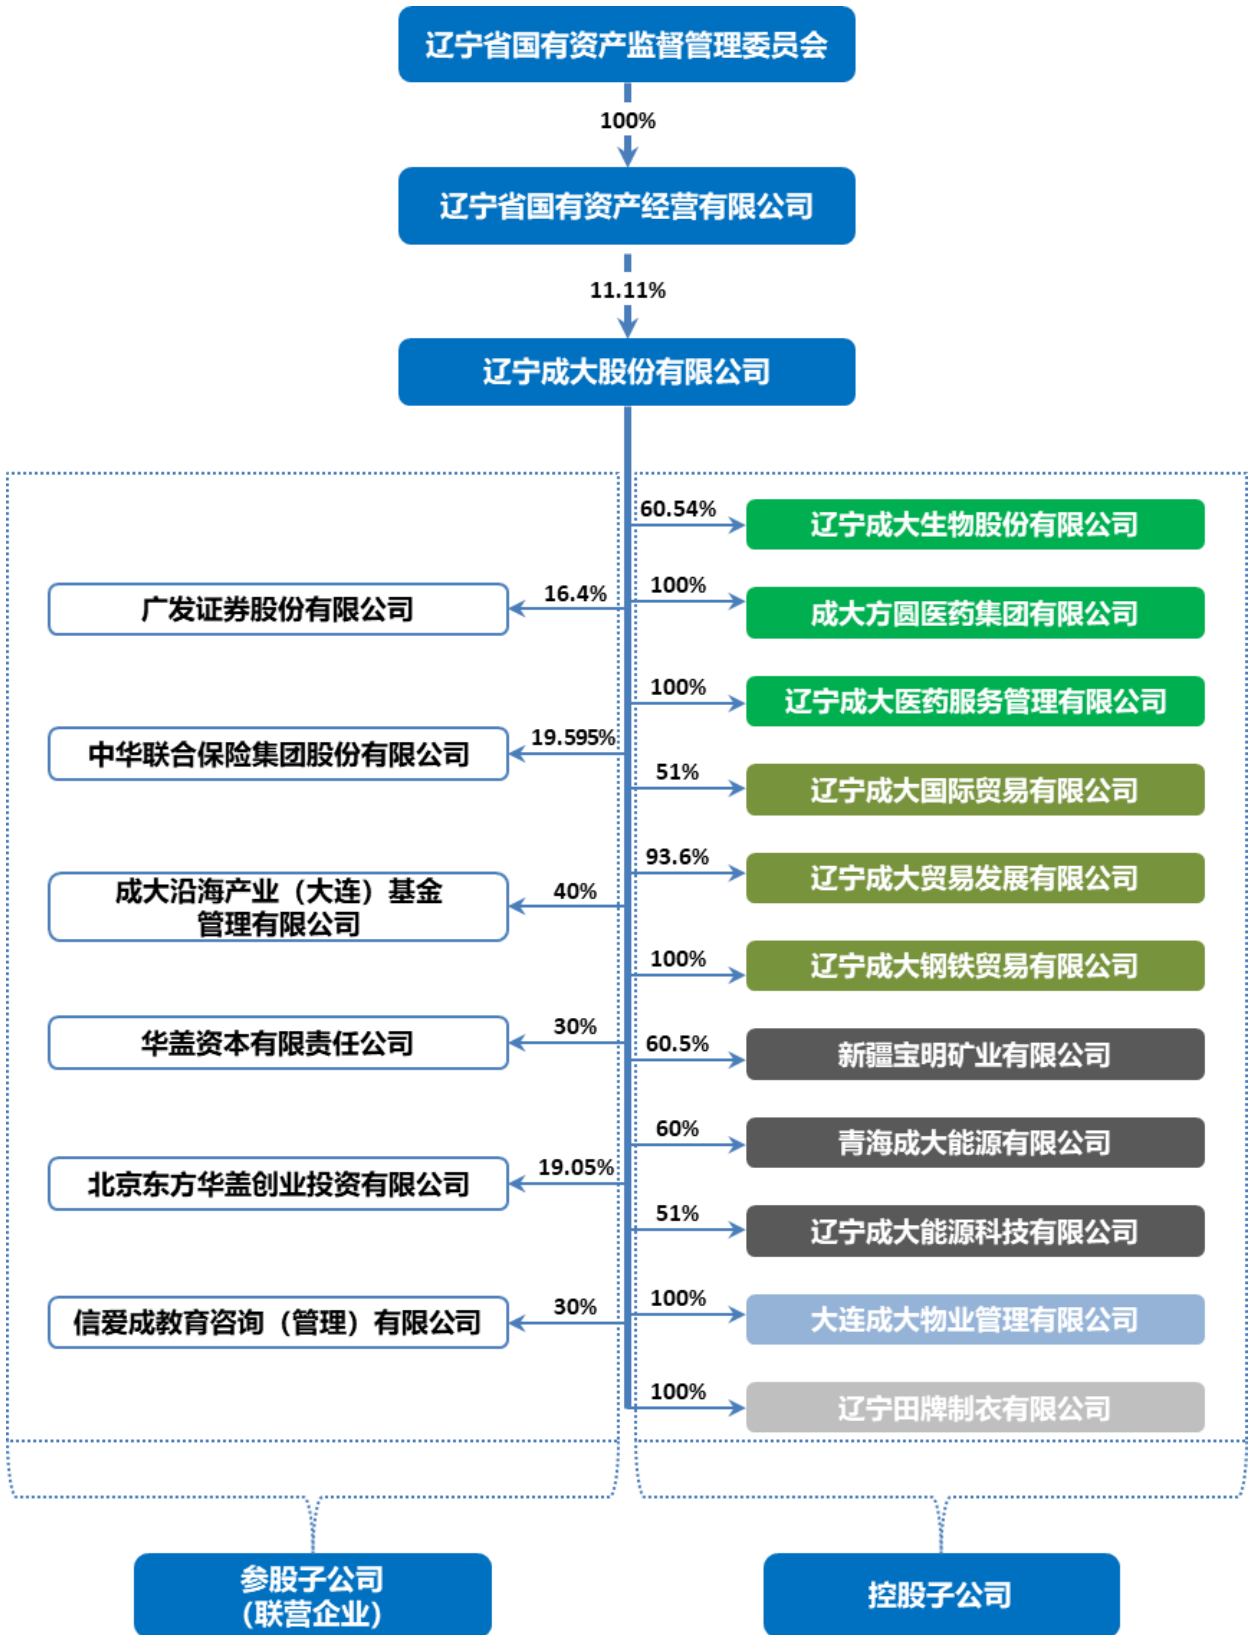 辽宁省国有资产监督管理委员会
100%
辽宁省国有资产经营有限公司
11.11%
辽宁成大股份有限公司
16.4%
广发证券股份有限公司
19.595%
中华联合保险集团股份有限公司
40%
成大沿海产业（大连）基金
管理有限公司
30%
华盖资本有限责任公司
19.05%
北京东方华盖创业投资有限公司
30%
信爱成教育咨询（管理）有限公司
参股子公司
（联营企业）
60.54%
辽宁成大生物股份有限公司
100%
成大方圆医药集团有限公司
100%
辽宁成大医药服务管理有限公司
51%
辽宁成大国际贸易有限公司
93.6%
辽宁成大贸易发展有限公司
100%
辽宁成大钢铁贸易有限公司
60.5%
新疆宝明矿业有限公司
60%
青海成大能源有限公司
51%
辽宁成大能源科技有限公司
100%
大连成大物业管理有限公司
100%
辽宁田牌制衣有限公司
控股子公司